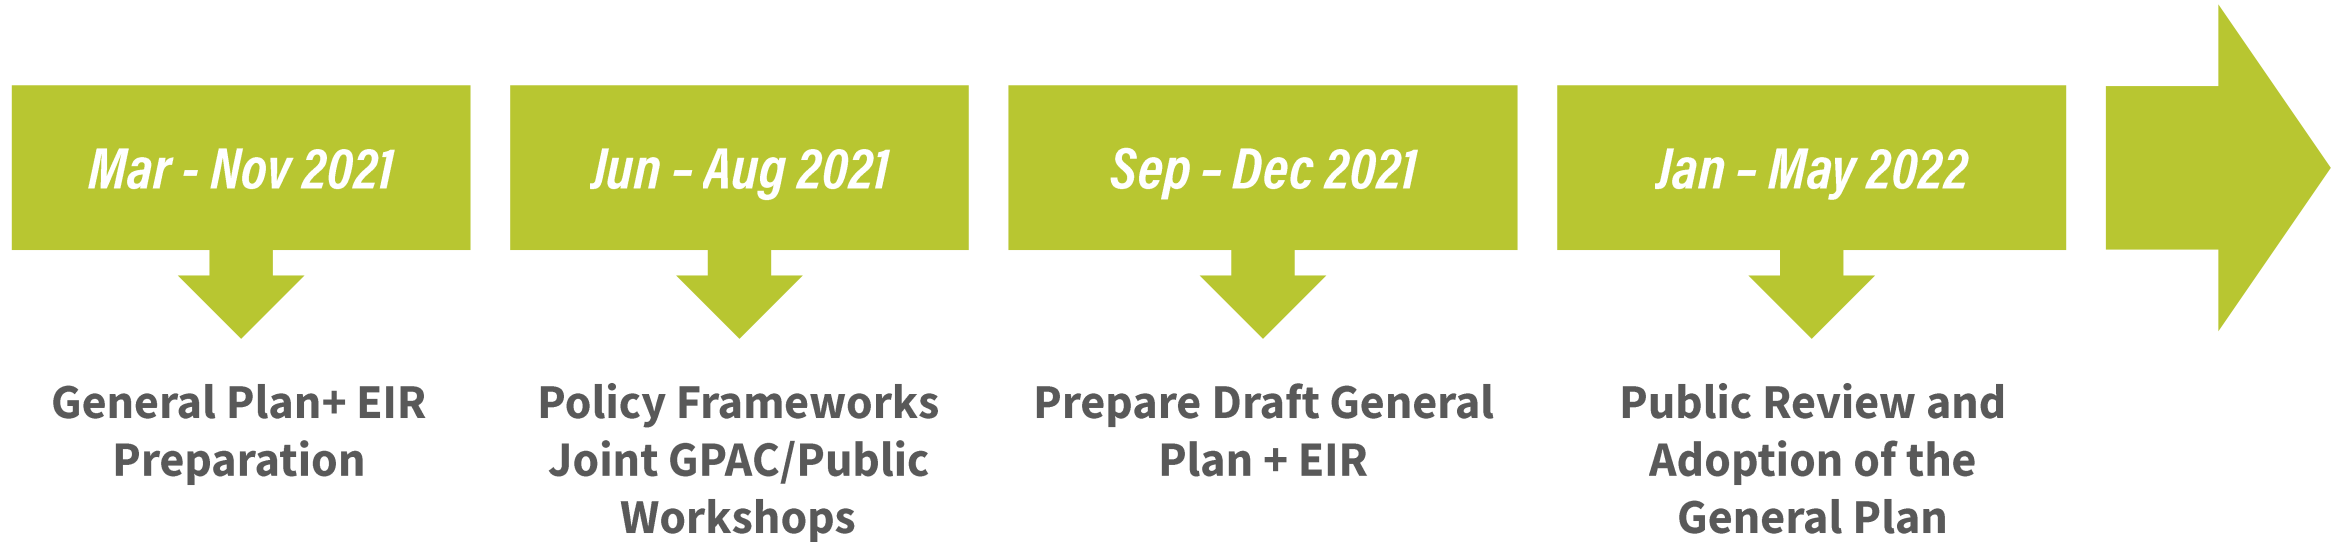 Mar - Nov 2021
Jun – Aug 2021
Sep – Dec 2021
Jan – May 2022
General Plan+ EIR
Preparation
Policy Frameworks
Joint GPAC/Public
Workshops
Prepare Draft General
Plan + EIR
Public Review and
Adoption of the
General Plan